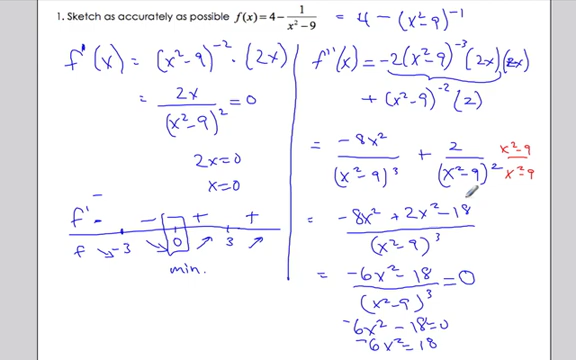 1. Sketch as accurately as possible f(x)=4−1/(x²−9) = 4 − (x²−9)⁻¹
f'(x) = (x²−9)⁻² · (2x)
= 2x/(x²−9)² = 0
2x=0
x=0
f' − − + +
f ↘ −3 ↘ 0 ↗ 3 ↗
min.
f''(x) = −2(x²−9)⁻³(2x)(2x)
+ (x²−9)⁻²(2)
= −8x²/(x²−9)³ + 2/(x²−9)² x²−9/x²−9
= −8x² + 2x² −18/(x²−9)³
= −6x² − 18/(x²−9)³ = 0
−6x² − 18=0
−6x² = 18